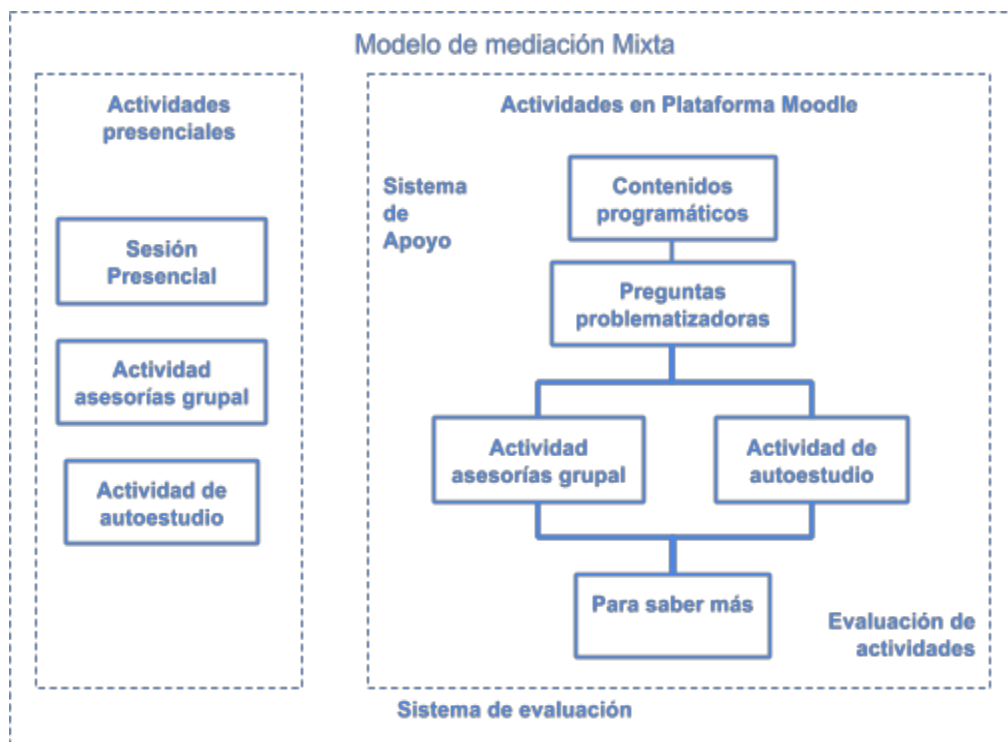 Modelo de mediación Mixta
Actividades
presenciales
Sesión
Presencial
Actividad
asesorías grupal
Actividad de
autoestudio
Actividades en Plataforma Moodle
Sistema
de
Apoyo
Contenidos
programáticos
Preguntas
problematizadoras
Actividad
asesorías grupal
Actividad de
autoestudio
Para saber más
Evaluación de
actividades
Sistema de evaluación